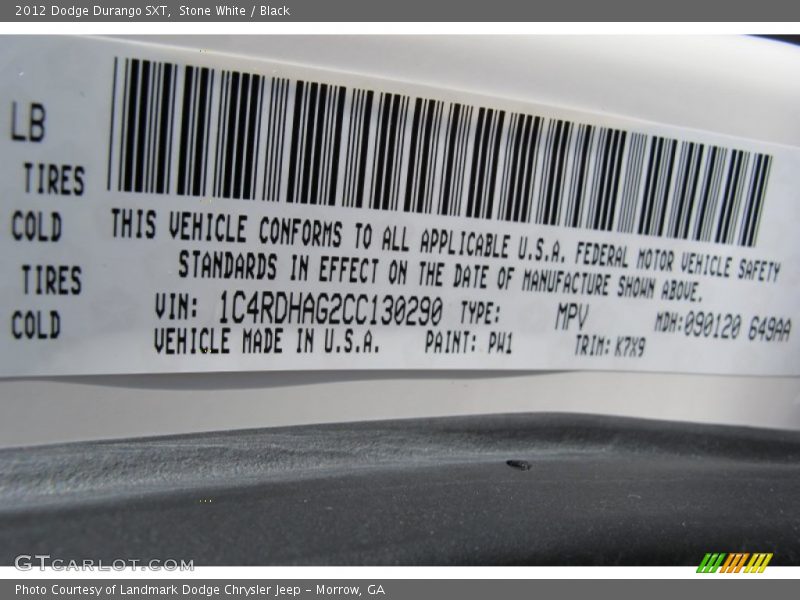 2012 Dodge Durango SXT, Stone White / Black
LB
TIRES
COLD
TIRES
COLD
THIS VEHICLE CONFORMS TO ALL APPLICABLE U.S.A. FEDERAL MOTOR VEHICLE SAFETY
STANDARDS IN EFFECT ON THE DATE OF MANUFACTURE SHOWN ABOVE.
VIN: 1C4RDHAG2CC130290 TYPE: MPV MDH:090120 649AA
VEHICLE MADE IN U.S.A. PAINT: PW1 TRIM: K7X9
GTCARLOT.COM
Photo Courtesy of Landmark Dodge Chrysler Jeep - Morrow, GA